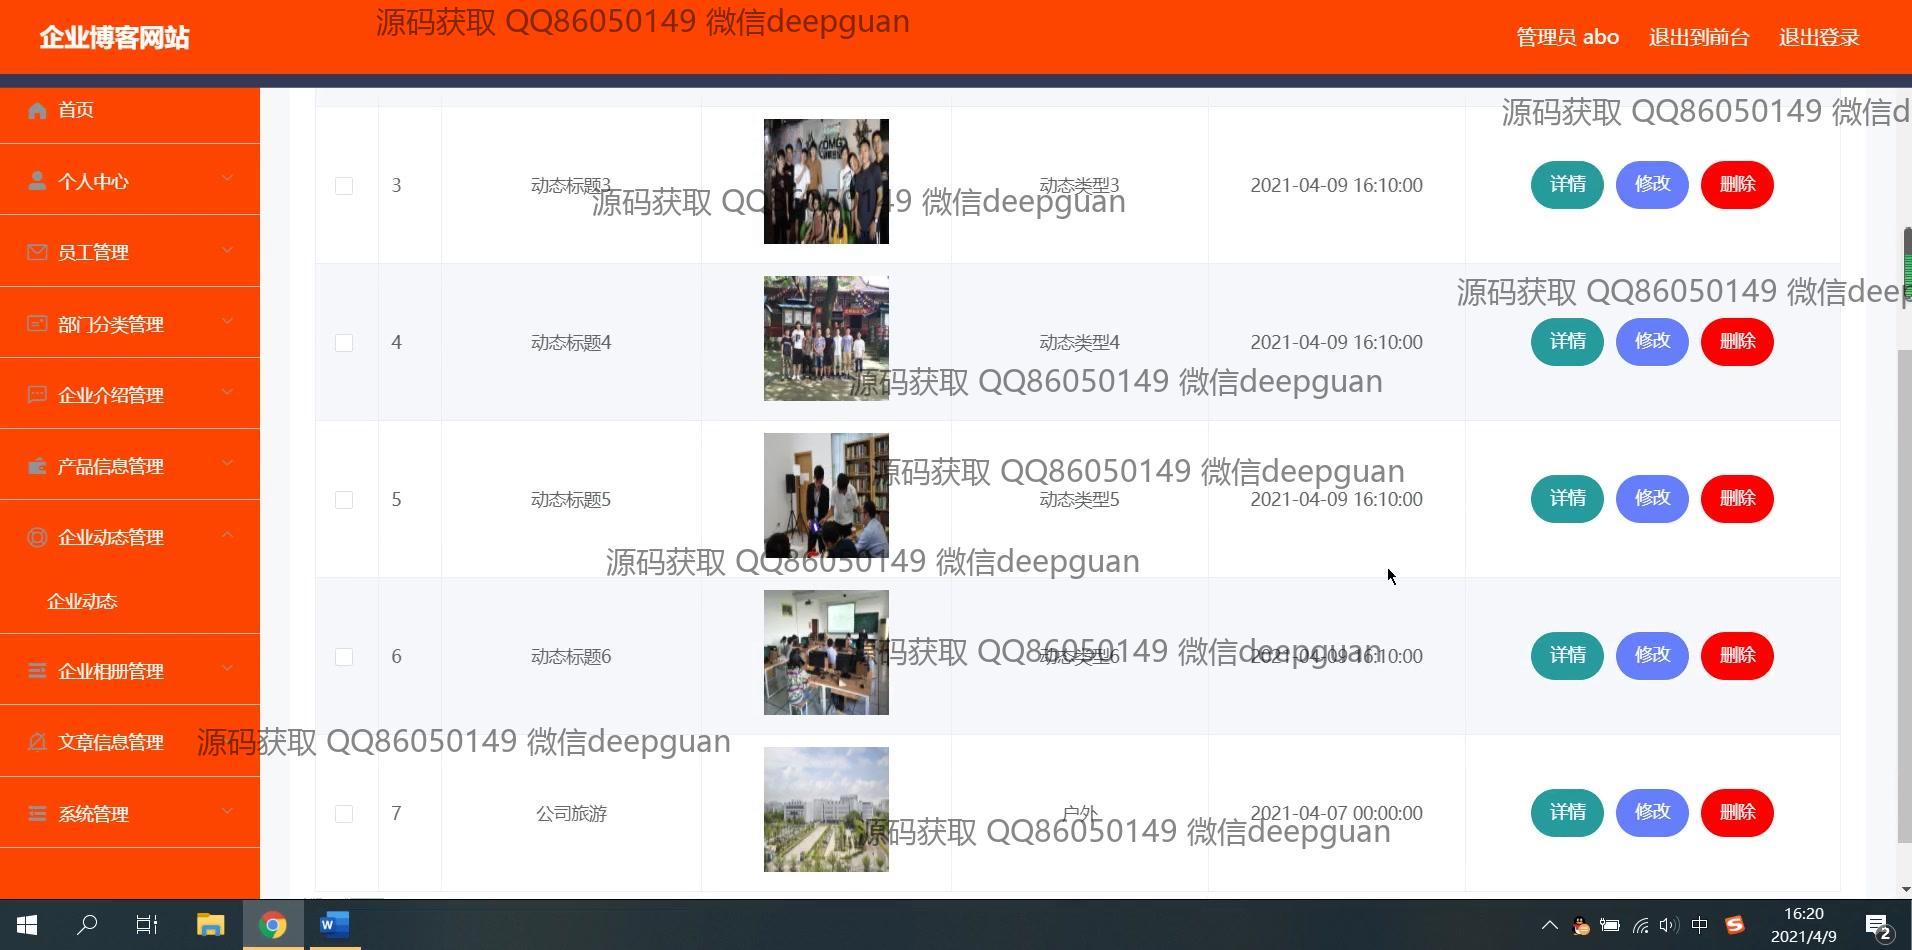 企业博客网站
源码获取 QQ86050149 微信deepguan
管理员 abo 退出到前台 退出登录
首页
个人中心
员工管理
部门分类管理
企业介绍管理
产品信息管理
企业动态管理
企业动态
企业相册管理
文章信息管理
系统管理
源码获取 QQ86050149 微信d
3 动态标题3 动态类型3 2021-04-09 16:10:00 详情 修改 删除
源码获取 QQ86050149 微信deepguan
源码获取 QQ86050149 微信deep
4 动态标题4 动态类型4 2021-04-09 16:10:00 详情 修改 删除
源码获取 QQ86050149 微信deepguan
源码获取 QQ86050149 微信deepguan
5 动态标题5 动态类型5 2021-04-09 16:10:00 详情 修改 删除
源码获取 QQ86050149 微信deepguan
源码获取 QQ86050149 微信deepguan
6 动态标题6 动态类型6 2021-04-09 16:10:00 详情 修改 删除
源码获取 QQ86050149 微信deepguan
7 公司旅游 户外 2021-04-07 00:00:00 详情 修改 删除
源码获取 QQ86050149 微信deepguan
中
16:20
2021/4/9
2